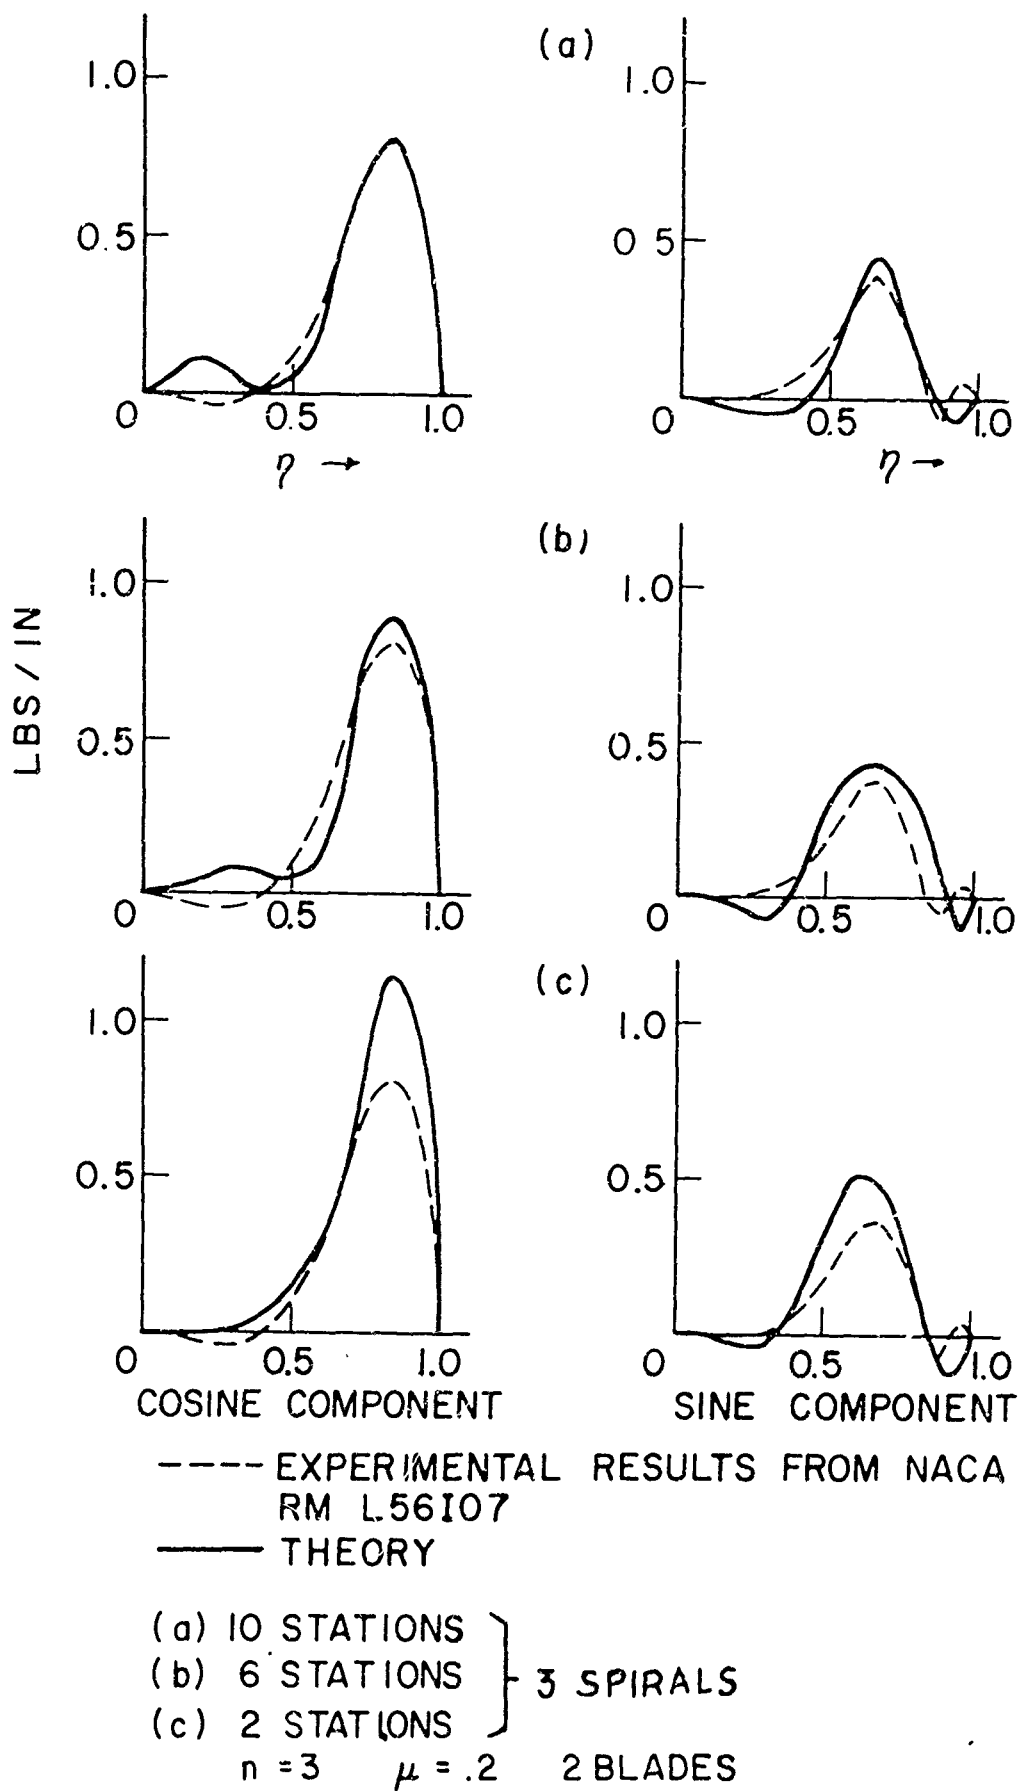 (a)
1.0
0.5
0
0.5
1.0
η →
1.0
0 5
0
0.5
1.0
η →
LBS / IN
(b)
1.0
0.5
0
0.5
1.0
1.0
0.5
0
0.5
1.0
(c)
1.0
0.5
0
0.5
1.0
COSINE COMPONENT
1.0
0.5
0
0.5
1.0
SINE COMPONENT
---- EXPERIMENTAL RESULTS FROM NACA
RM L56I07
—— THEORY
(a) 10 STATIONS
(b) 6 STATIONS
(c) 2 STATIONS
3 SPIRALS
n = 3 μ = .2 2 BLADES